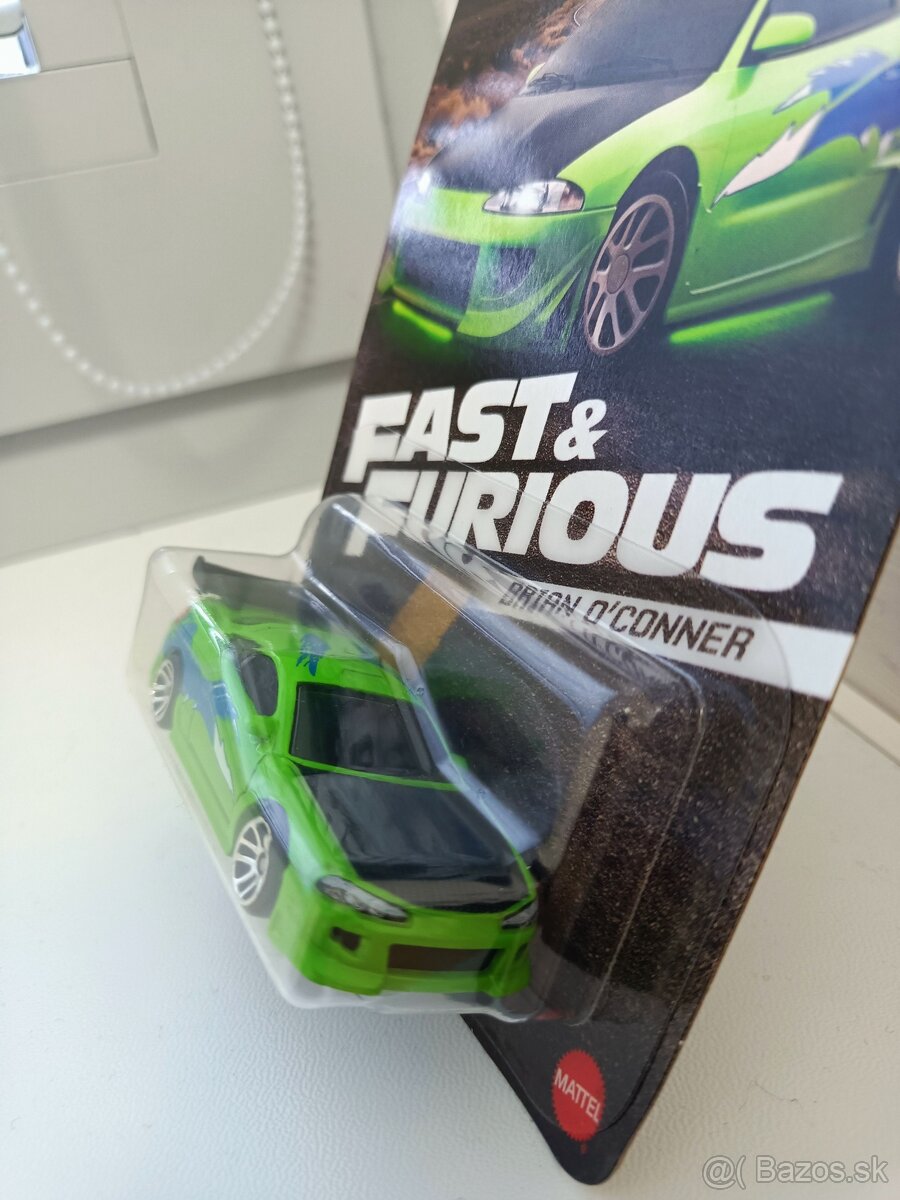 FAST &
FURIOUS
BRIAN O'CONNER
MATTEL
@( Bazos.sk